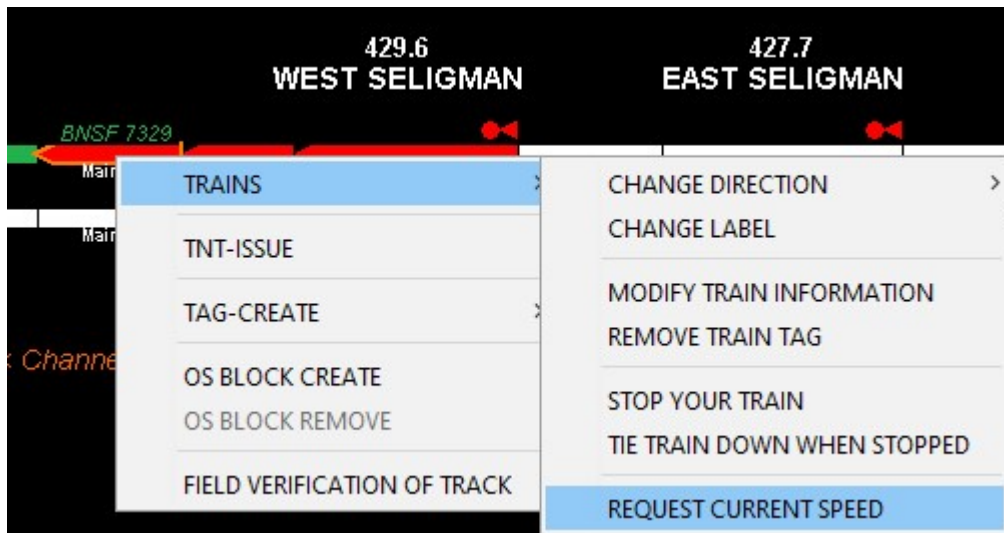 429.6
WEST SELIGMAN
427.7
EAST SELIGMAN
BNSF 7329
TRAINS
TNT-ISSUE
TAG-CREATE
OS BLOCK CREATE
OS BLOCK REMOVE
FIELD VERIFICATION OF TRACK
CHANGE DIRECTION
CHANGE LABEL
MODIFY TRAIN INFORMATION
REMOVE TRAIN TAG
STOP YOUR TRAIN
TIE TRAIN DOWN WHEN STOPPED
REQUEST CURRENT SPEED